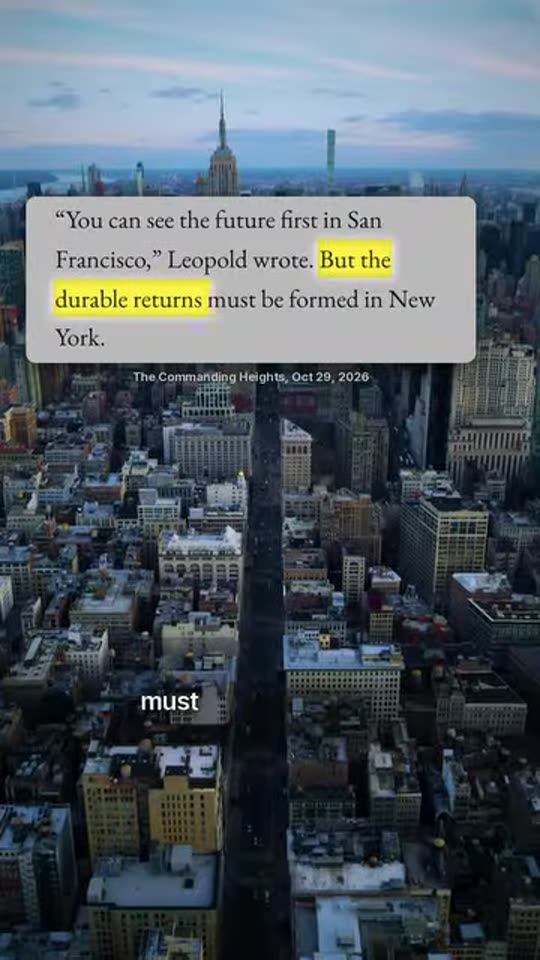 “You can see the future first in San
Francisco,” Leopold wrote. But the
durable returns must be formed in New
York.
The Commanding Heights, Oct 29, 2026
must